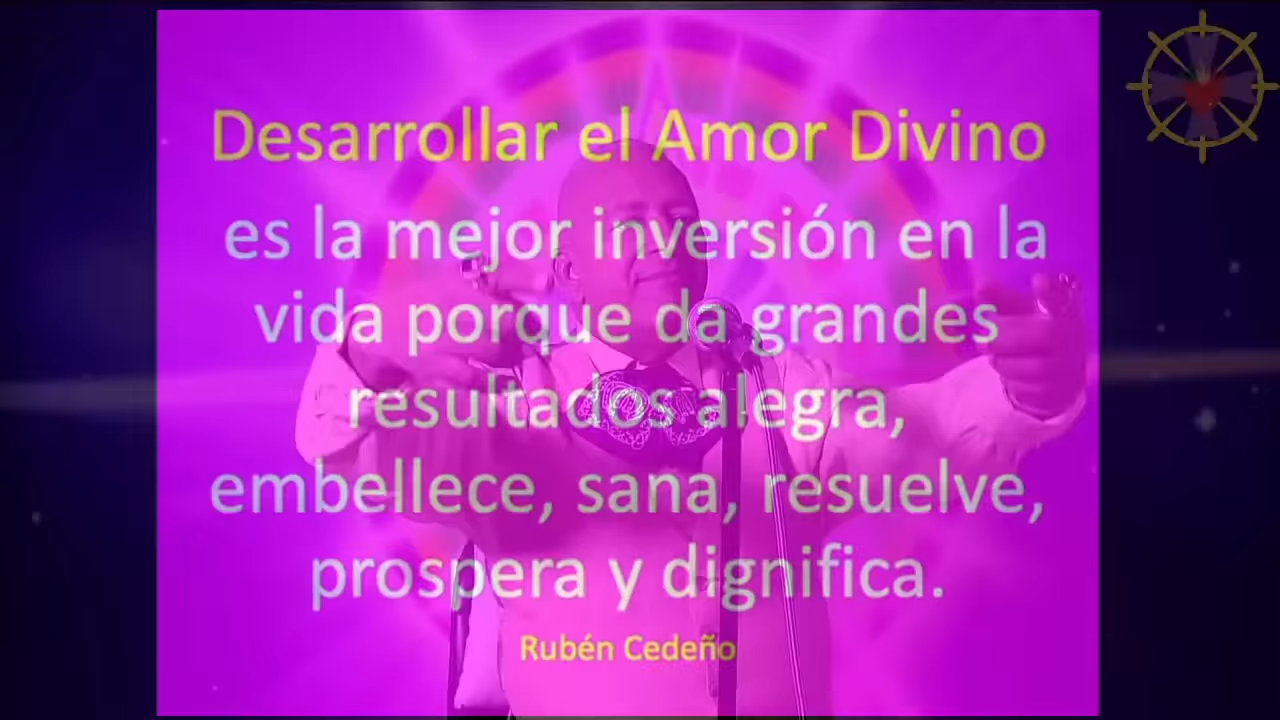 Desarrollar el Amor Divino
es la mejor inversión en la
vida porque da grandes
resultados alegra,
embellece, sana, resuelve,
prospera y dignifica.
Rubén Cedeño